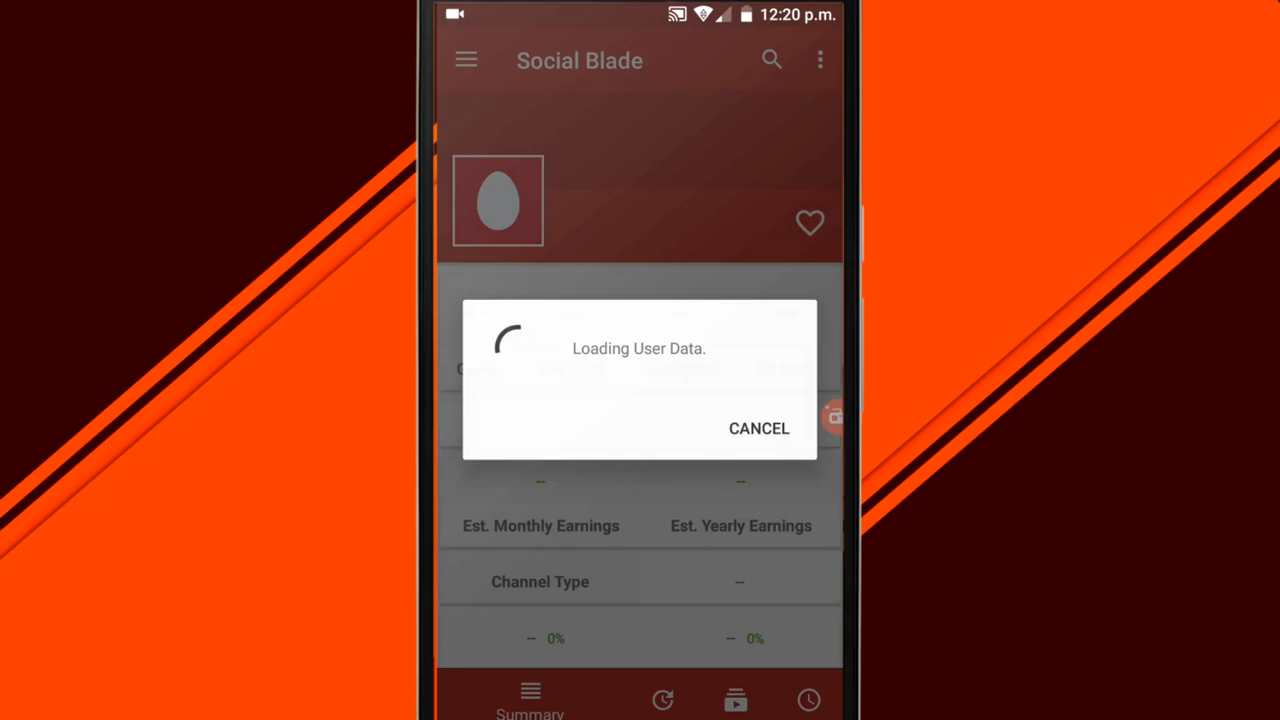 12:20 p.m.
Social Blade
Loading User Data.
CANCEL
--
--
Est. Monthly Earnings
Est. Yearly Earnings
Channel Type
--
-- 0%
-- 0%
Summary